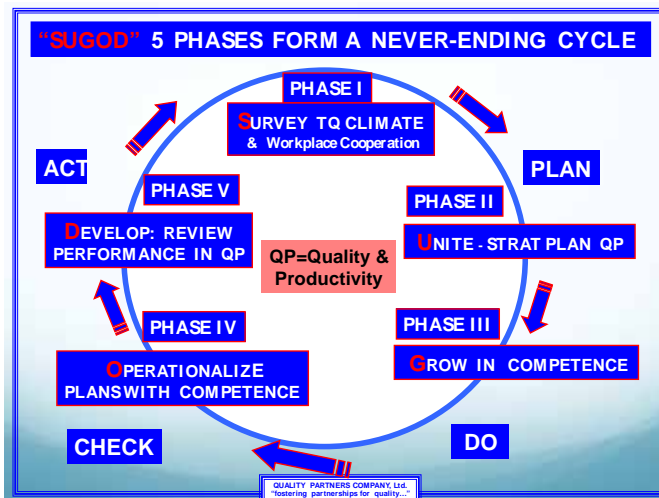 “SUGOD” 5 PHASES FORM A NEVER-ENDING CYCLE
PHASE I
SURVEY TQ CLIMATE
& Workplace Cooperation
PLAN
PHASE II
UNITE - STRAT PLAN QP
PHASE III
GROW IN COMPETENCE
DO
PHASE IV
OPERATIONALIZE
PLANS WITH COMPETENCE
CHECK
PHASE V
DEVELOP: REVIEW
PERFORMANCE IN QP
ACT
QP=Quality &
Productivity
QUALITY PARTNERS COMPANY, Ltd.
“fostering partnerships for quality...”